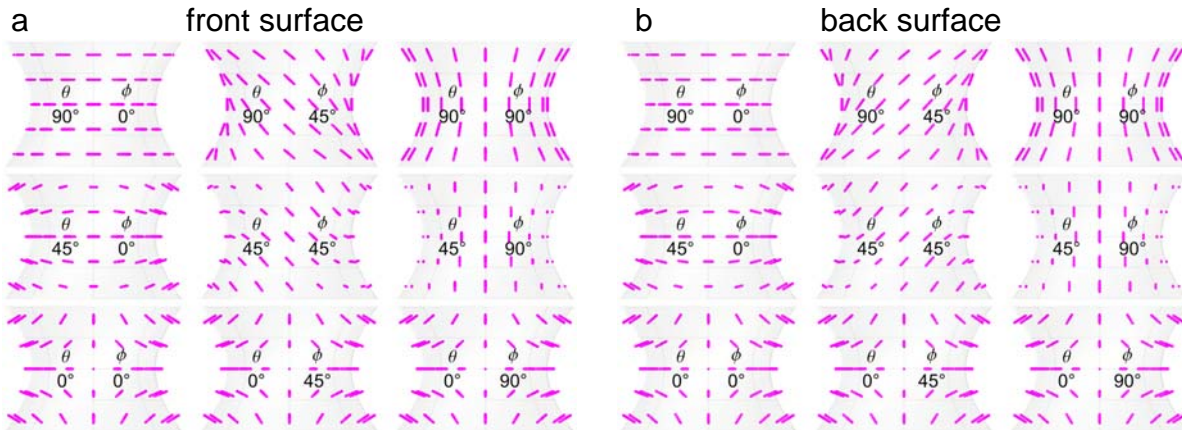 a front surface b back surface
θ ϕ θ ϕ θ ϕ θ ϕ θ ϕ θ ϕ
90° 0° 90° 45° 90° 90° 90° 0° 90° 45° 90° 90°
θ ϕ θ ϕ θ ϕ θ ϕ θ ϕ θ ϕ
45° 0° 45° 45° 45° 90° 45° 0° 45° 45° 45° 90°
θ ϕ θ ϕ θ ϕ θ ϕ θ ϕ θ ϕ
0° 0° 0° 45° 0° 90° 0° 0° 0° 45° 0° 90°